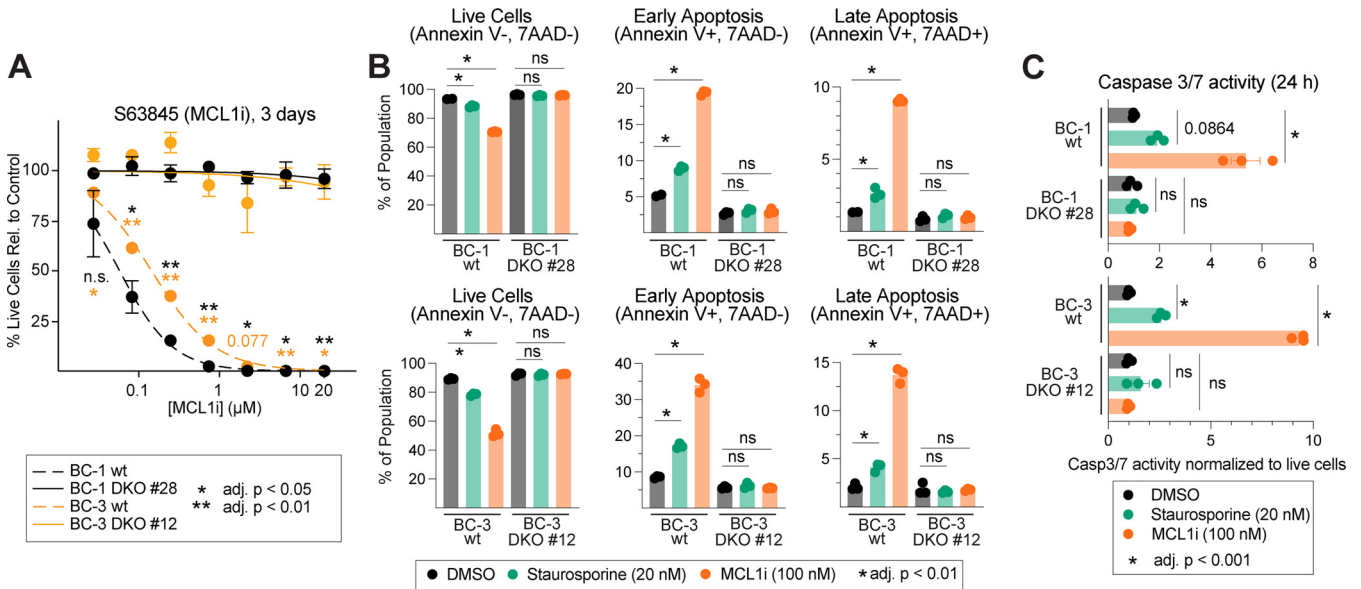 A
S63845 (MCL1i), 3 days
% Live Cells Rel. to Control
100
75
50
25
n.s.
*
*
**
**
**
**
**
*
0.077
*
**
**
*
0.1
1
10
20
[MCL1i] (µM)
BC-1 wt
BC-1 DKO #28
BC-3 wt
BC-3 DKO #12
* adj. p < 0.05
** adj. p < 0.01
B
Live Cells
(Annexin V-, 7AAD-)
% of Population
100
80
60
40
20
*
*
ns
ns
BC-1
wt
BC-1
DKO #28
Early Apoptosis
(Annexin V+, 7AAD-)
20
15
10
5
*
*
ns
ns
BC-1
wt
BC-1
DKO #28
Late Apoptosis
(Annexin V+, 7AAD+)
10
5
*
*
ns
ns
BC-1
wt
BC-1
DKO #28
Live Cells
(Annexin V-, 7AAD-)
% of Population
100
80
60
40
20
*
*
ns
ns
BC-3
wt
BC-3
DKO #12
Early Apoptosis
(Annexin V+, 7AAD-)
40
30
20
10
*
*
ns
ns
BC-3
wt
BC-3
DKO #12
Late Apoptosis
(Annexin V+, 7AAD+)
15
10
5
*
*
ns
ns
BC-3
wt
BC-3
DKO #12
DMSO Staurosporine (20 nM) MCL1i (100 nM) * adj. p < 0.01
C
Caspase 3/7 activity (24 h)
BC-1
wt
0.0864
*
BC-1
DKO #28
ns
ns
0 2 4 6 8
BC-3
wt
*
*
BC-3
DKO #12
ns
ns
0 5 10
Casp3/7 activity normalized to live cells
DMSO
Staurosporine (20 nM)
MCL1i (100 nM)
* adj. p < 0.001